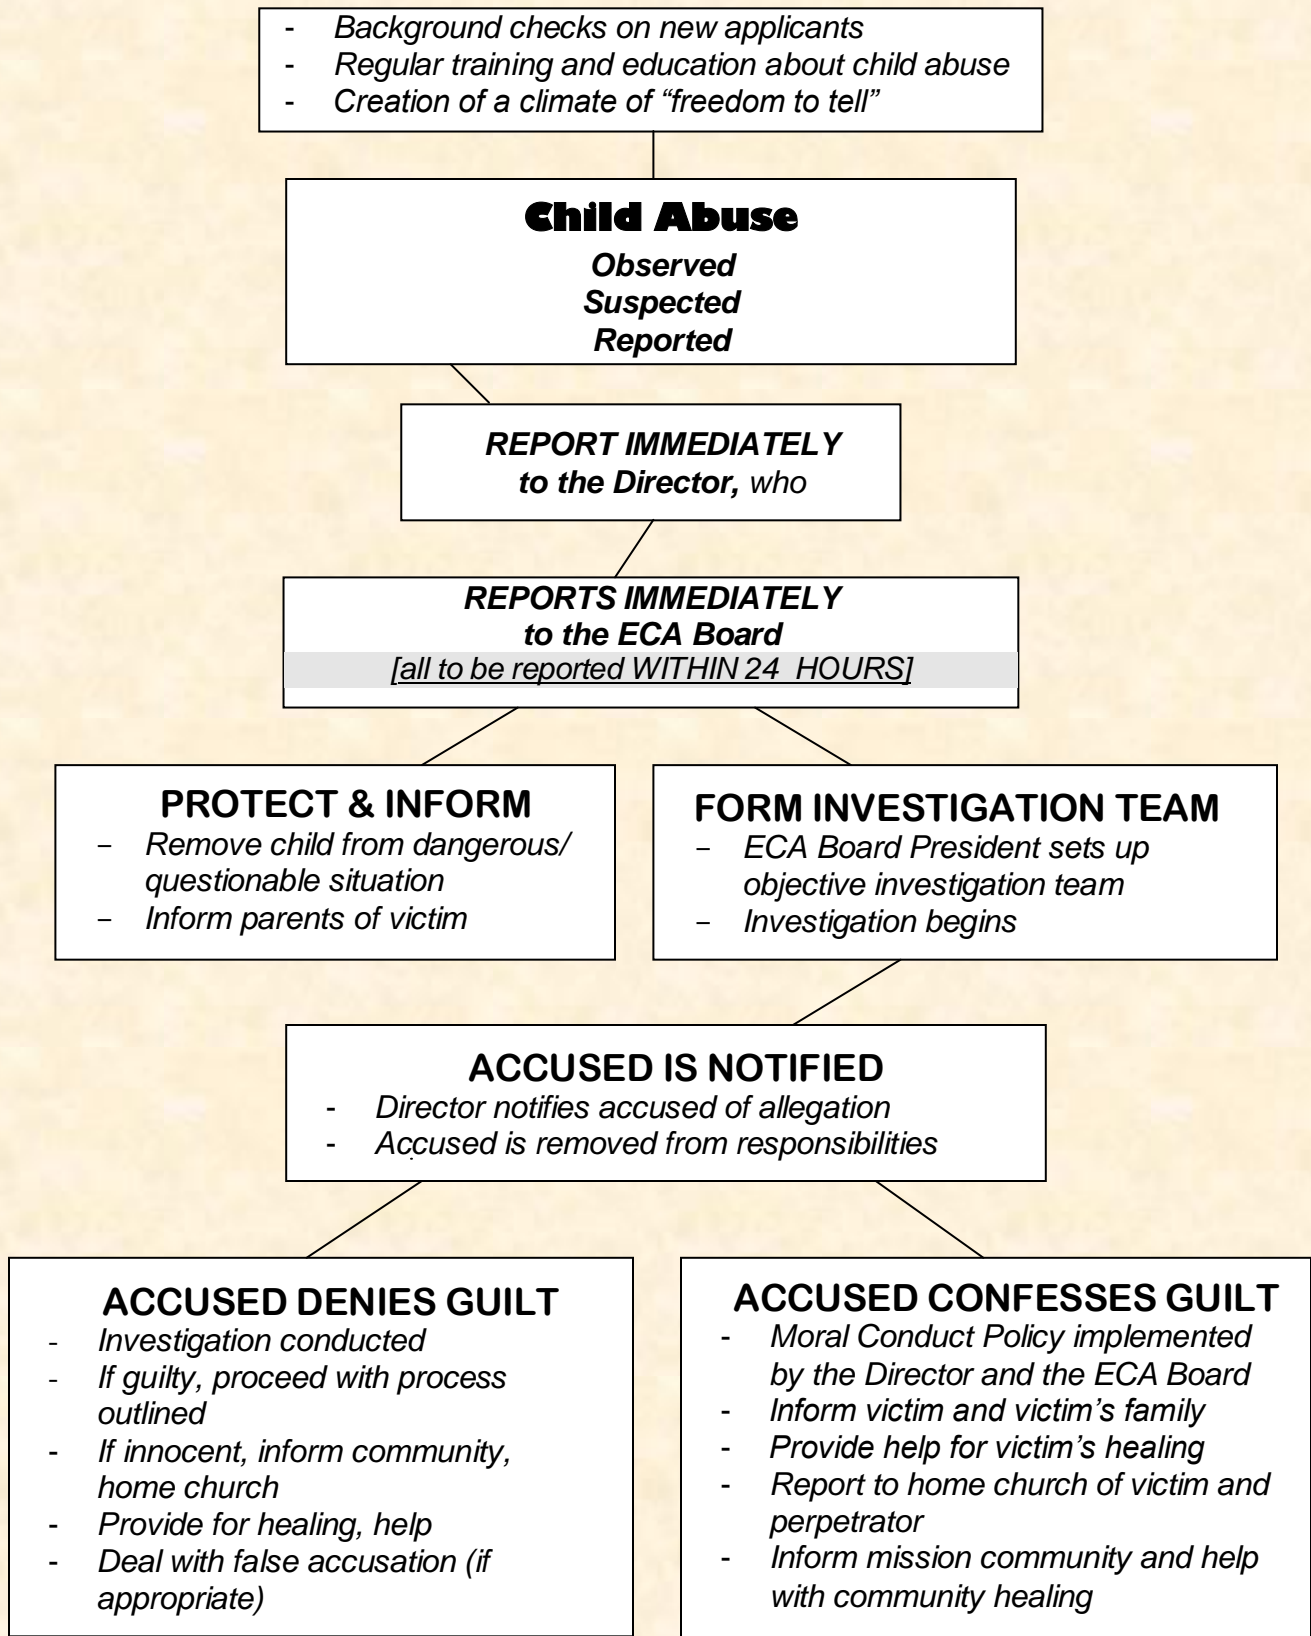 - Background checks on new applicants
- Regular training and education about child abuse
- Creation of a climate of “freedom to tell”
Child Abuse
Observed
Suspected
Reported
REPORT IMMEDIATELY
to the Director, who
REPORTS IMMEDIATELY
to the ECA Board
[all to be reported WITHIN 24 HOURS]
PROTECT & INFORM
– Remove child from dangerous/
questionable situation
– Inform parents of victim
FORM INVESTIGATION TEAM
– ECA Board President sets up
objective investigation team
– Investigation begins
ACCUSED IS NOTIFIED
- Director notifies accused of allegation
- Accused is removed from responsibilities
ACCUSED DENIES GUILT
- Investigation conducted
- If guilty, proceed with process
outlined
- If innocent, inform community,
home church
- Provide for healing, help
- Deal with false accusation (if
appropriate)
ACCUSED CONFESSES GUILT
- Moral Conduct Policy implemented
by the Director and the ECA Board
- Inform victim and victim’s family
- Provide help for victim’s healing
- Report to home church of victim and
perpetrator
- Inform mission community and help
with community healing